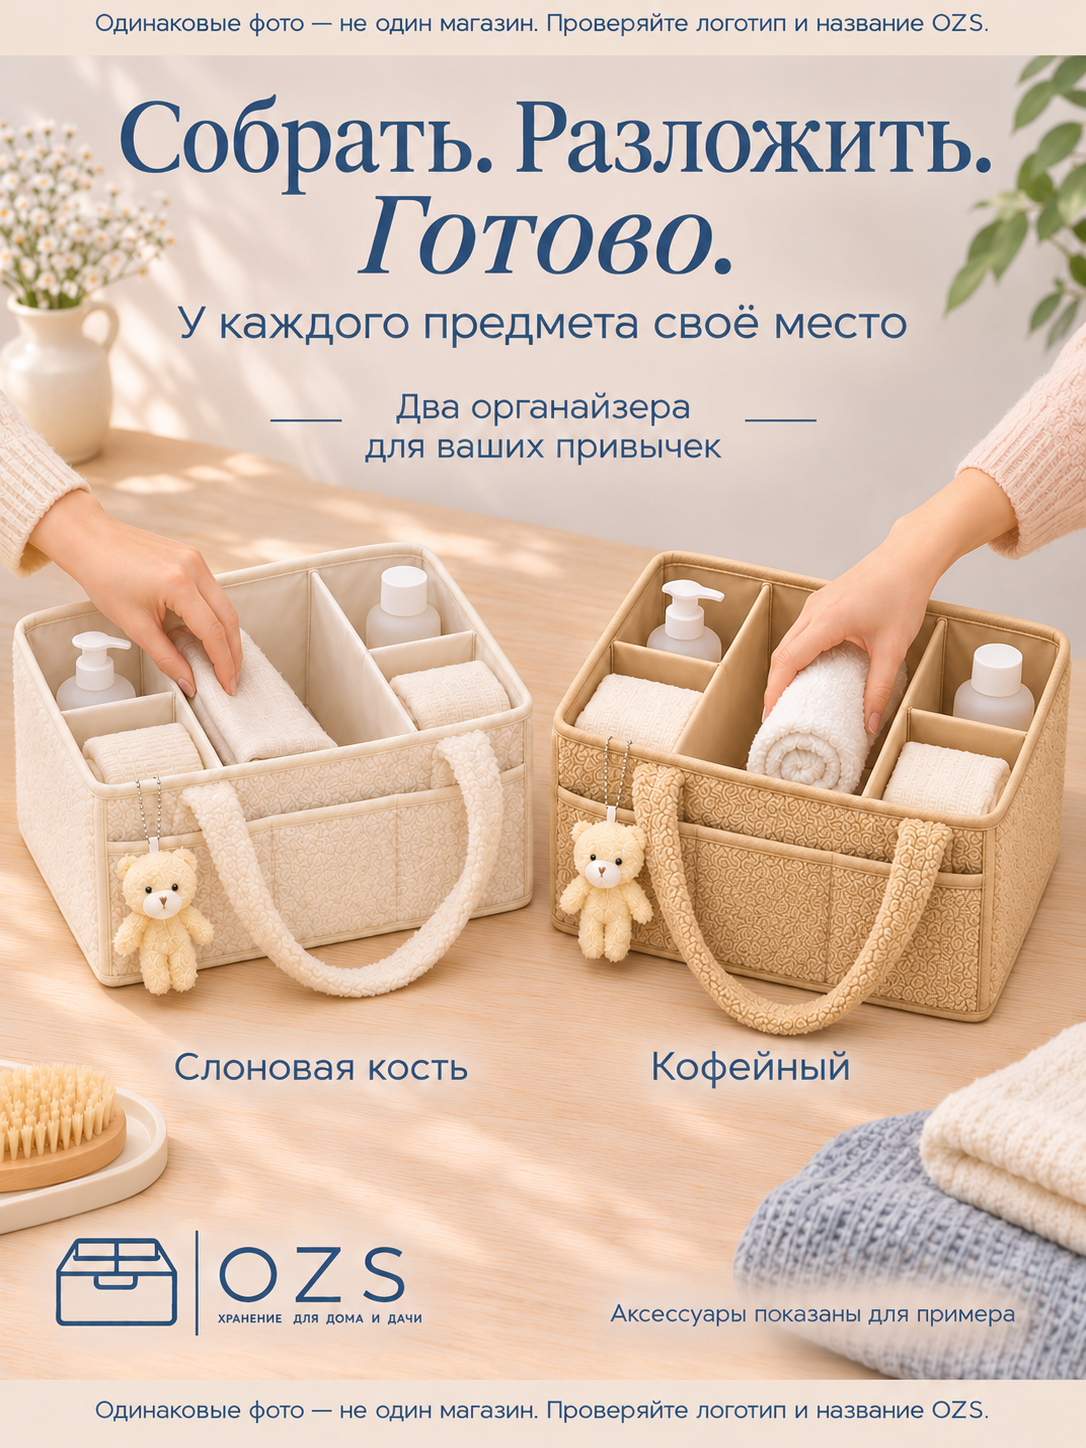 Одинаковые фото — не один магазин. Проверяйте логотип и название OZS.
Собрать. Разложить.
Готово.
У каждого предмета своё место
Два органайзера
для ваших привычек
Слоновая кость
Кофейный
OZS
ХРАНЕНИЕ ДЛЯ ДОМА И ДАЧИ
Аксессуары показаны для примера
Одинаковые фото — не один магазин. Проверяйте логотип и название OZS.